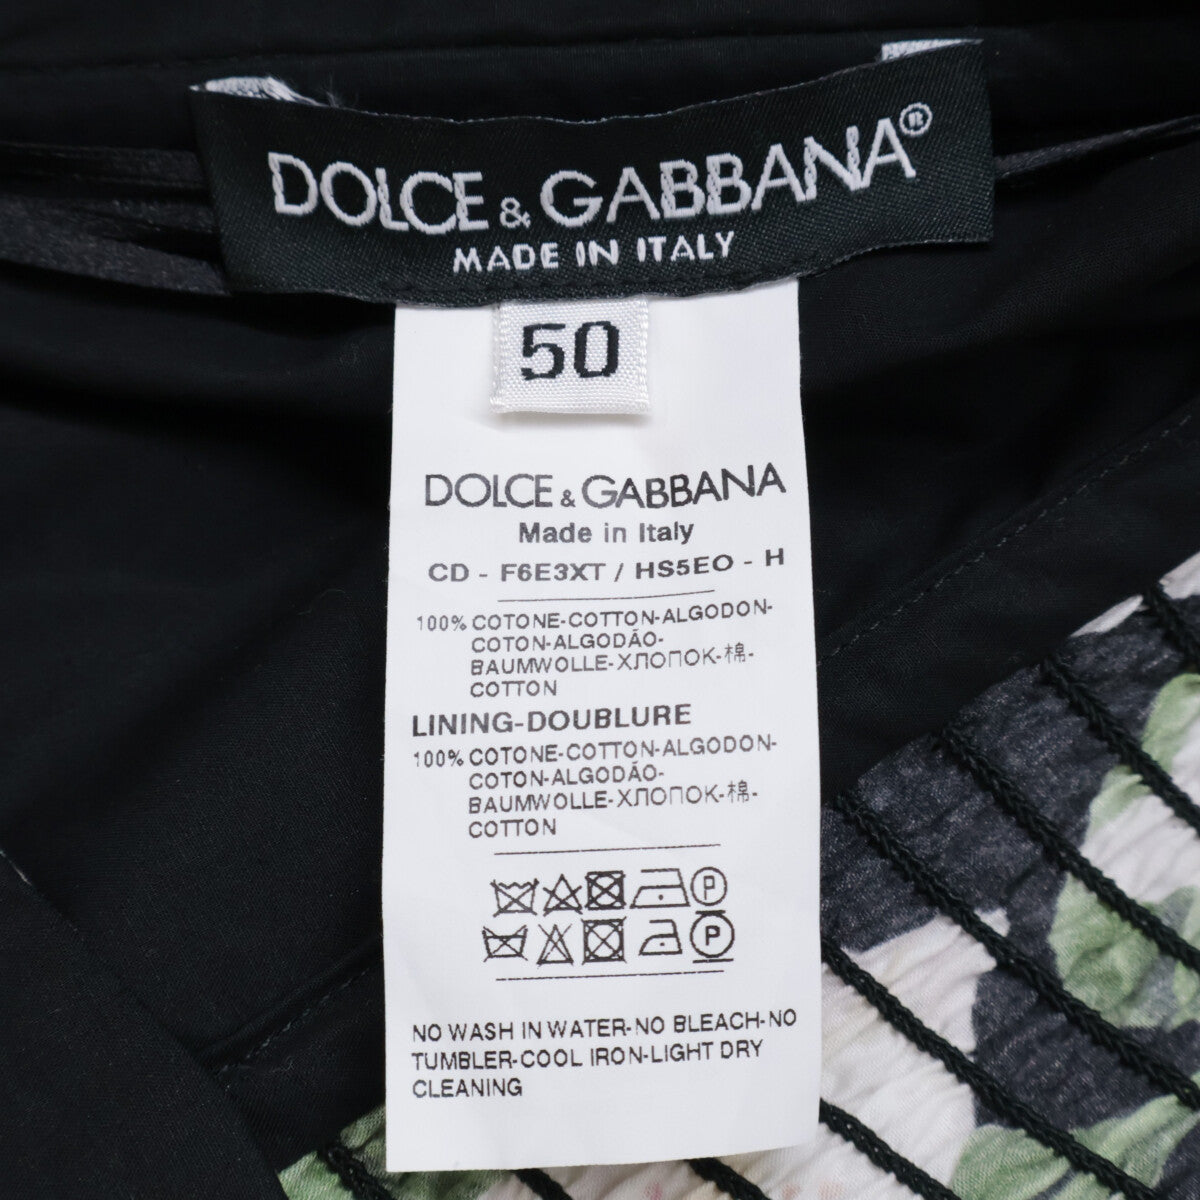 DOLCE & GABBANA®
MADE IN ITALY
50
DOLCE & GABBANA
Made in Italy
CD - F6E3XT / HS5EO - H
100% COTONE-COTTON-ALGODON-
COTON-ALGODÃO-
BAUMWOLLE-ХЛОПОК-棉-
COTTON
LINING-DOUBLURE
100% COTONE-COTTON-ALGODON-
COTON-ALGODÃO-
BAUMWOLLE-ХЛОПОК-棉-
COTTON
P
P
NO WASH IN WATER-NO BLEACH-NO
TUMBLER-COOL IRON-LIGHT DRY
CLEANING